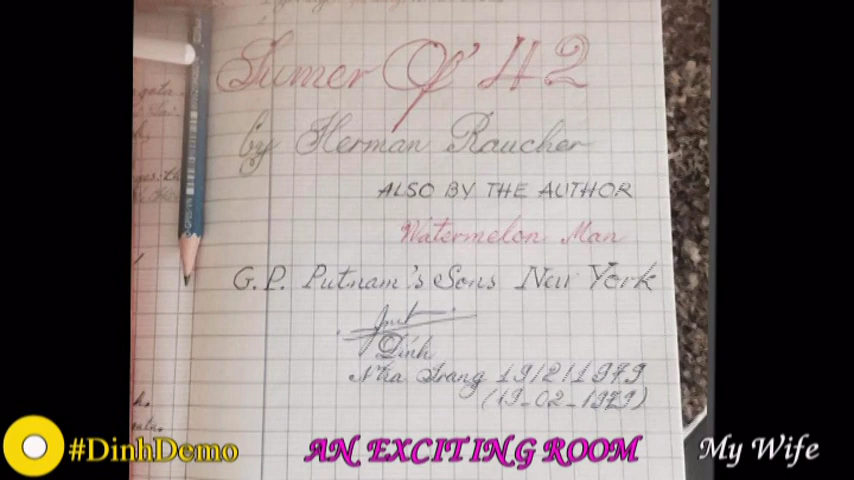 Sumer Of 42
by Herman Raucher
ALSO BY THE AUTHOR
Watermelon Man
G.P. Putnam's Sons New York
Dính
Nha Trang 19/2/1979
(19-02-1979)
#DinhDemo
AN EXCITING ROOM
My Wife